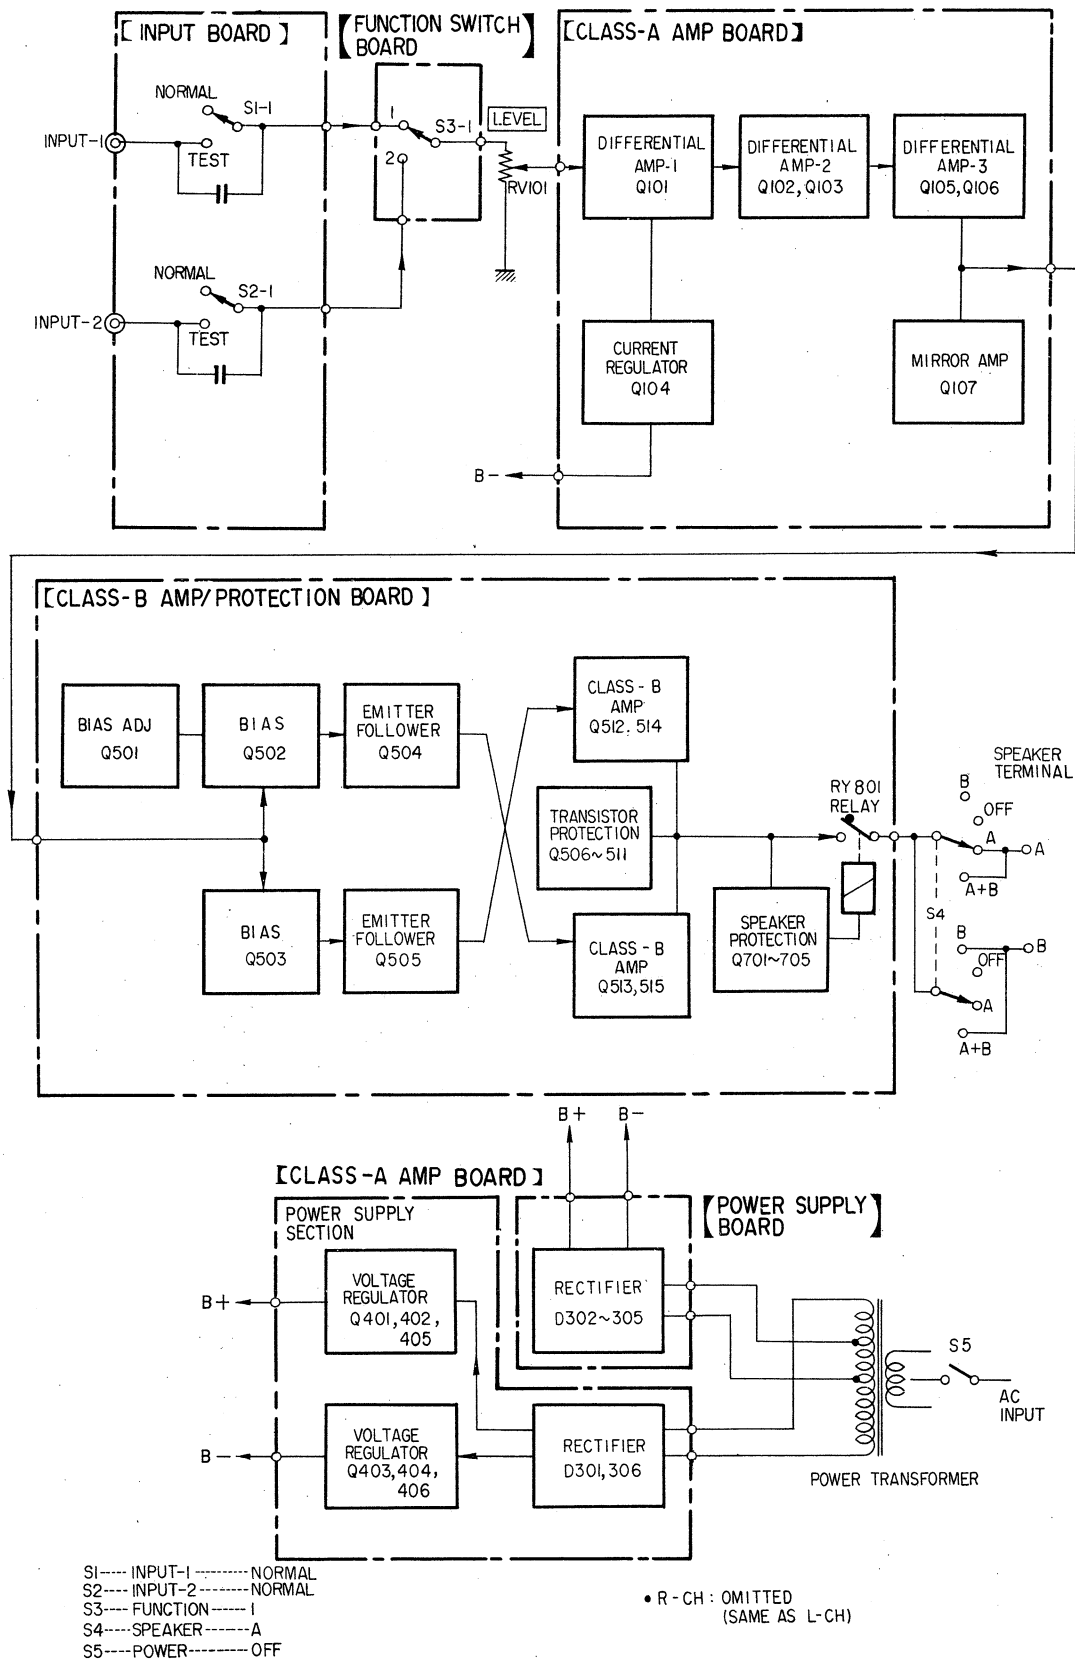 [ INPUT BOARD ]
NORMAL
S1-1
INPUT-1
TEST
NORMAL
S2-1
INPUT-2
TEST
[ FUNCTION SWITCH
BOARD ]
1
S3-1
2
LEVEL
RV101
[CLASS-A AMP BOARD]
DIFFERENTIAL
AMP-1
Q101
DIFFERENTIAL
AMP-2
Q102, Q103
DIFFERENTIAL
AMP-3
Q105, Q106
CURRENT
REGULATOR
Q104
MIRROR AMP
Q107
B-
[CLASS-B AMP/PROTECTION BOARD ]
BIAS ADJ
Q501
BIAS
Q502
EMITTER
FOLLOWER
Q504
CLASS-B
AMP
Q512, 514
TRANSISTOR
PROTECTION
Q506~511
BIAS
Q503
EMITTER
FOLLOWER
Q505
CLASS-B
AMP
Q513,515
SPEAKER
PROTECTION
Q701~705
RY801
RELAY
SPEAKER
TERMINAL
B
OFF
A
A
A+B
S4
B
B
OFF
A
A+B
B+
B-
[CLASS-A AMP BOARD ]
POWER SUPPLY
SECTION
[POWER SUPPLY
BOARD ]
VOLTAGE
REGULATOR
Q401,402,
405
RECTIFIER
D302~305
B+
VOLTAGE
REGULATOR
Q403,404,
406
RECTIFIER
D301,306
B-
S5
AC
INPUT
POWER TRANSFORMER
S1---- INPUT-1 --------- NORMAL
S2---- INPUT-2 -------- NORMAL
S3---- FUNCTION ------ 1
S4---- SPEAKER ------- A
S5---- POWER ---------- OFF
• R-CH : OMITTED
(SAME AS L-CH)